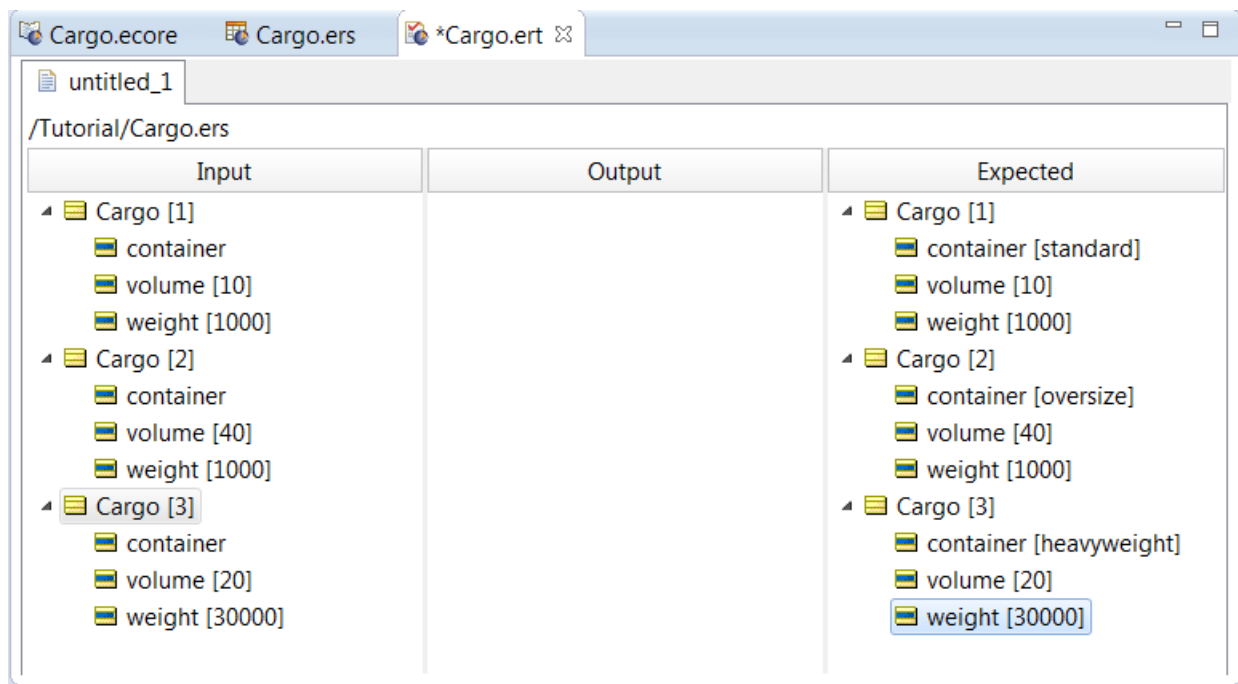 Cargo.ecore Cargo.ers *Cargo.ert
untitled_1
/Tutorial/Cargo.ers
Input Output Expected
Cargo [1] Cargo [1]
container container [standard]
volume [10] volume [10]
weight [1000] weight [1000]
Cargo [2] Cargo [2]
container container [oversize]
volume [40] volume [40]
weight [1000] weight [1000]
Cargo [3] Cargo [3]
container container [heavyweight]
volume [20] volume [20]
weight [30000] weight [30000]